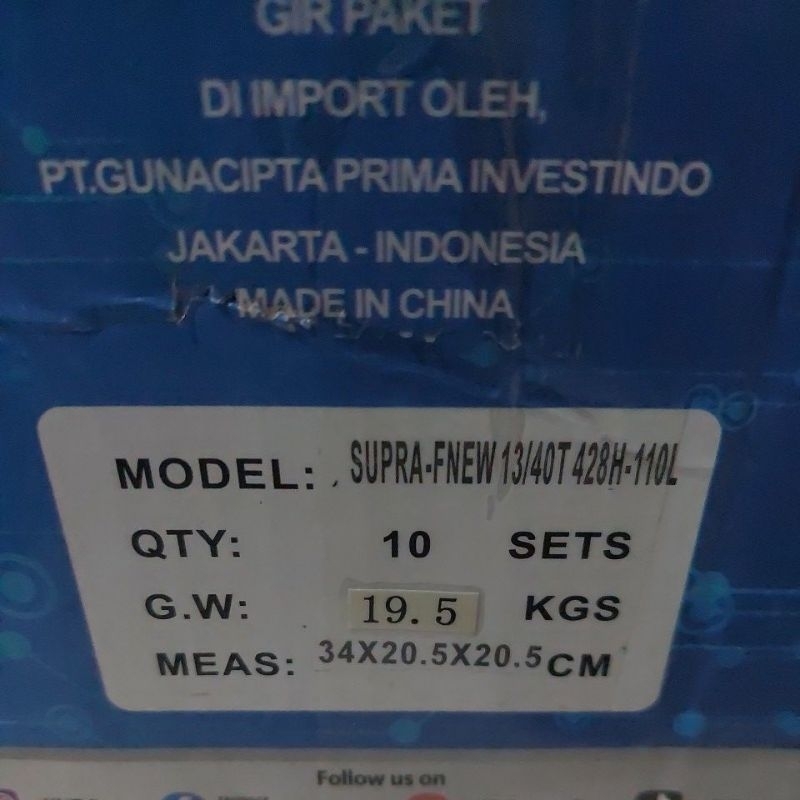 GIR PAKET
DI IMPORT OLEH,
PT.GUNACIPTA PRIMA INVESTINDO
JAKARTA - INDONESIA
MADE IN CHINA
MODEL: SUPRA-FNEW 13/40T 428H-110L
QTY: 10 SETS
G.W: 19.5 KGS
MEAS: 34X20.5X20.5 CM
Follow us on